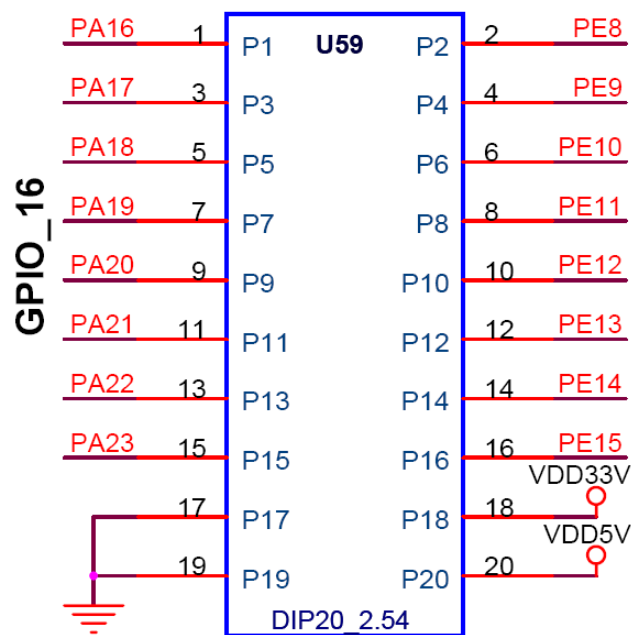 PA16 1 P1 U59 P2 2 PE8
PA17 3 P3 P4 4 PE9
PA18 5 P5 P6 6 PE10
PA19 7 P7 P8 8 PE11
GPIO_16
PA20 9 P9 P10 10 PE12
PA21 11 P11 P12 12 PE13
PA22 13 P13 P14 14 PE14
PA23 15 P15 P16 16 PE15
VDD33V
17 P17 P18 18
VDD5V
19 P19 P20 20
DIP20_2.54